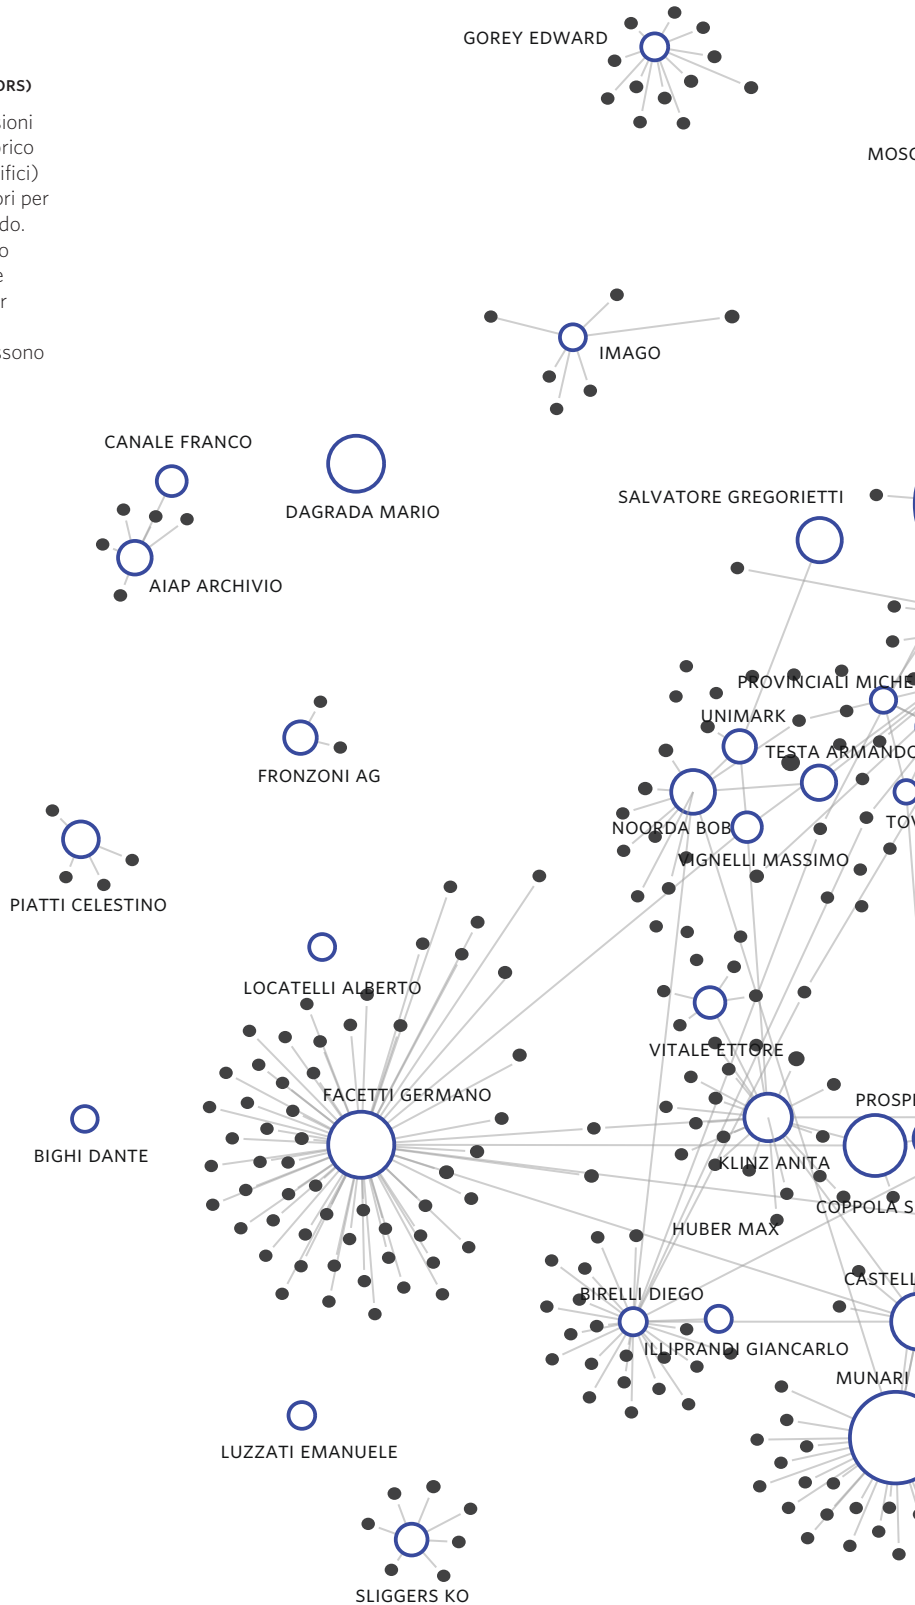 GOREY EDWARD
ORS)
ioni
rico
ifici)
ori per
do.
o
e
r
ssono
MOSC
IMAGO
CANALE FRANCO
DAGRADA MARIO
SALVATORE GREGORIETTI
AIAP ARCHIVIO
PROVINCIALI MICHE
UNIMARK
TESTA ARMANDO
FRONZONI AG
TOV
NOORDA BOB
VIGNELLI MASSIMO
PIATTI CELESTINO
LOCATELLI ALBERTO
VITALE ETTORE
FACETTI GERMANO
PROSPE
BIGHI DANTE
KLINZ ANITA
COPPOLA S
HUBER MAX
CASTELL
BIRELLI DIEGO
ILLIPRANDI GIANCARLO
MUNARI
LUZZATI EMANUELE
SLIGGERS KO